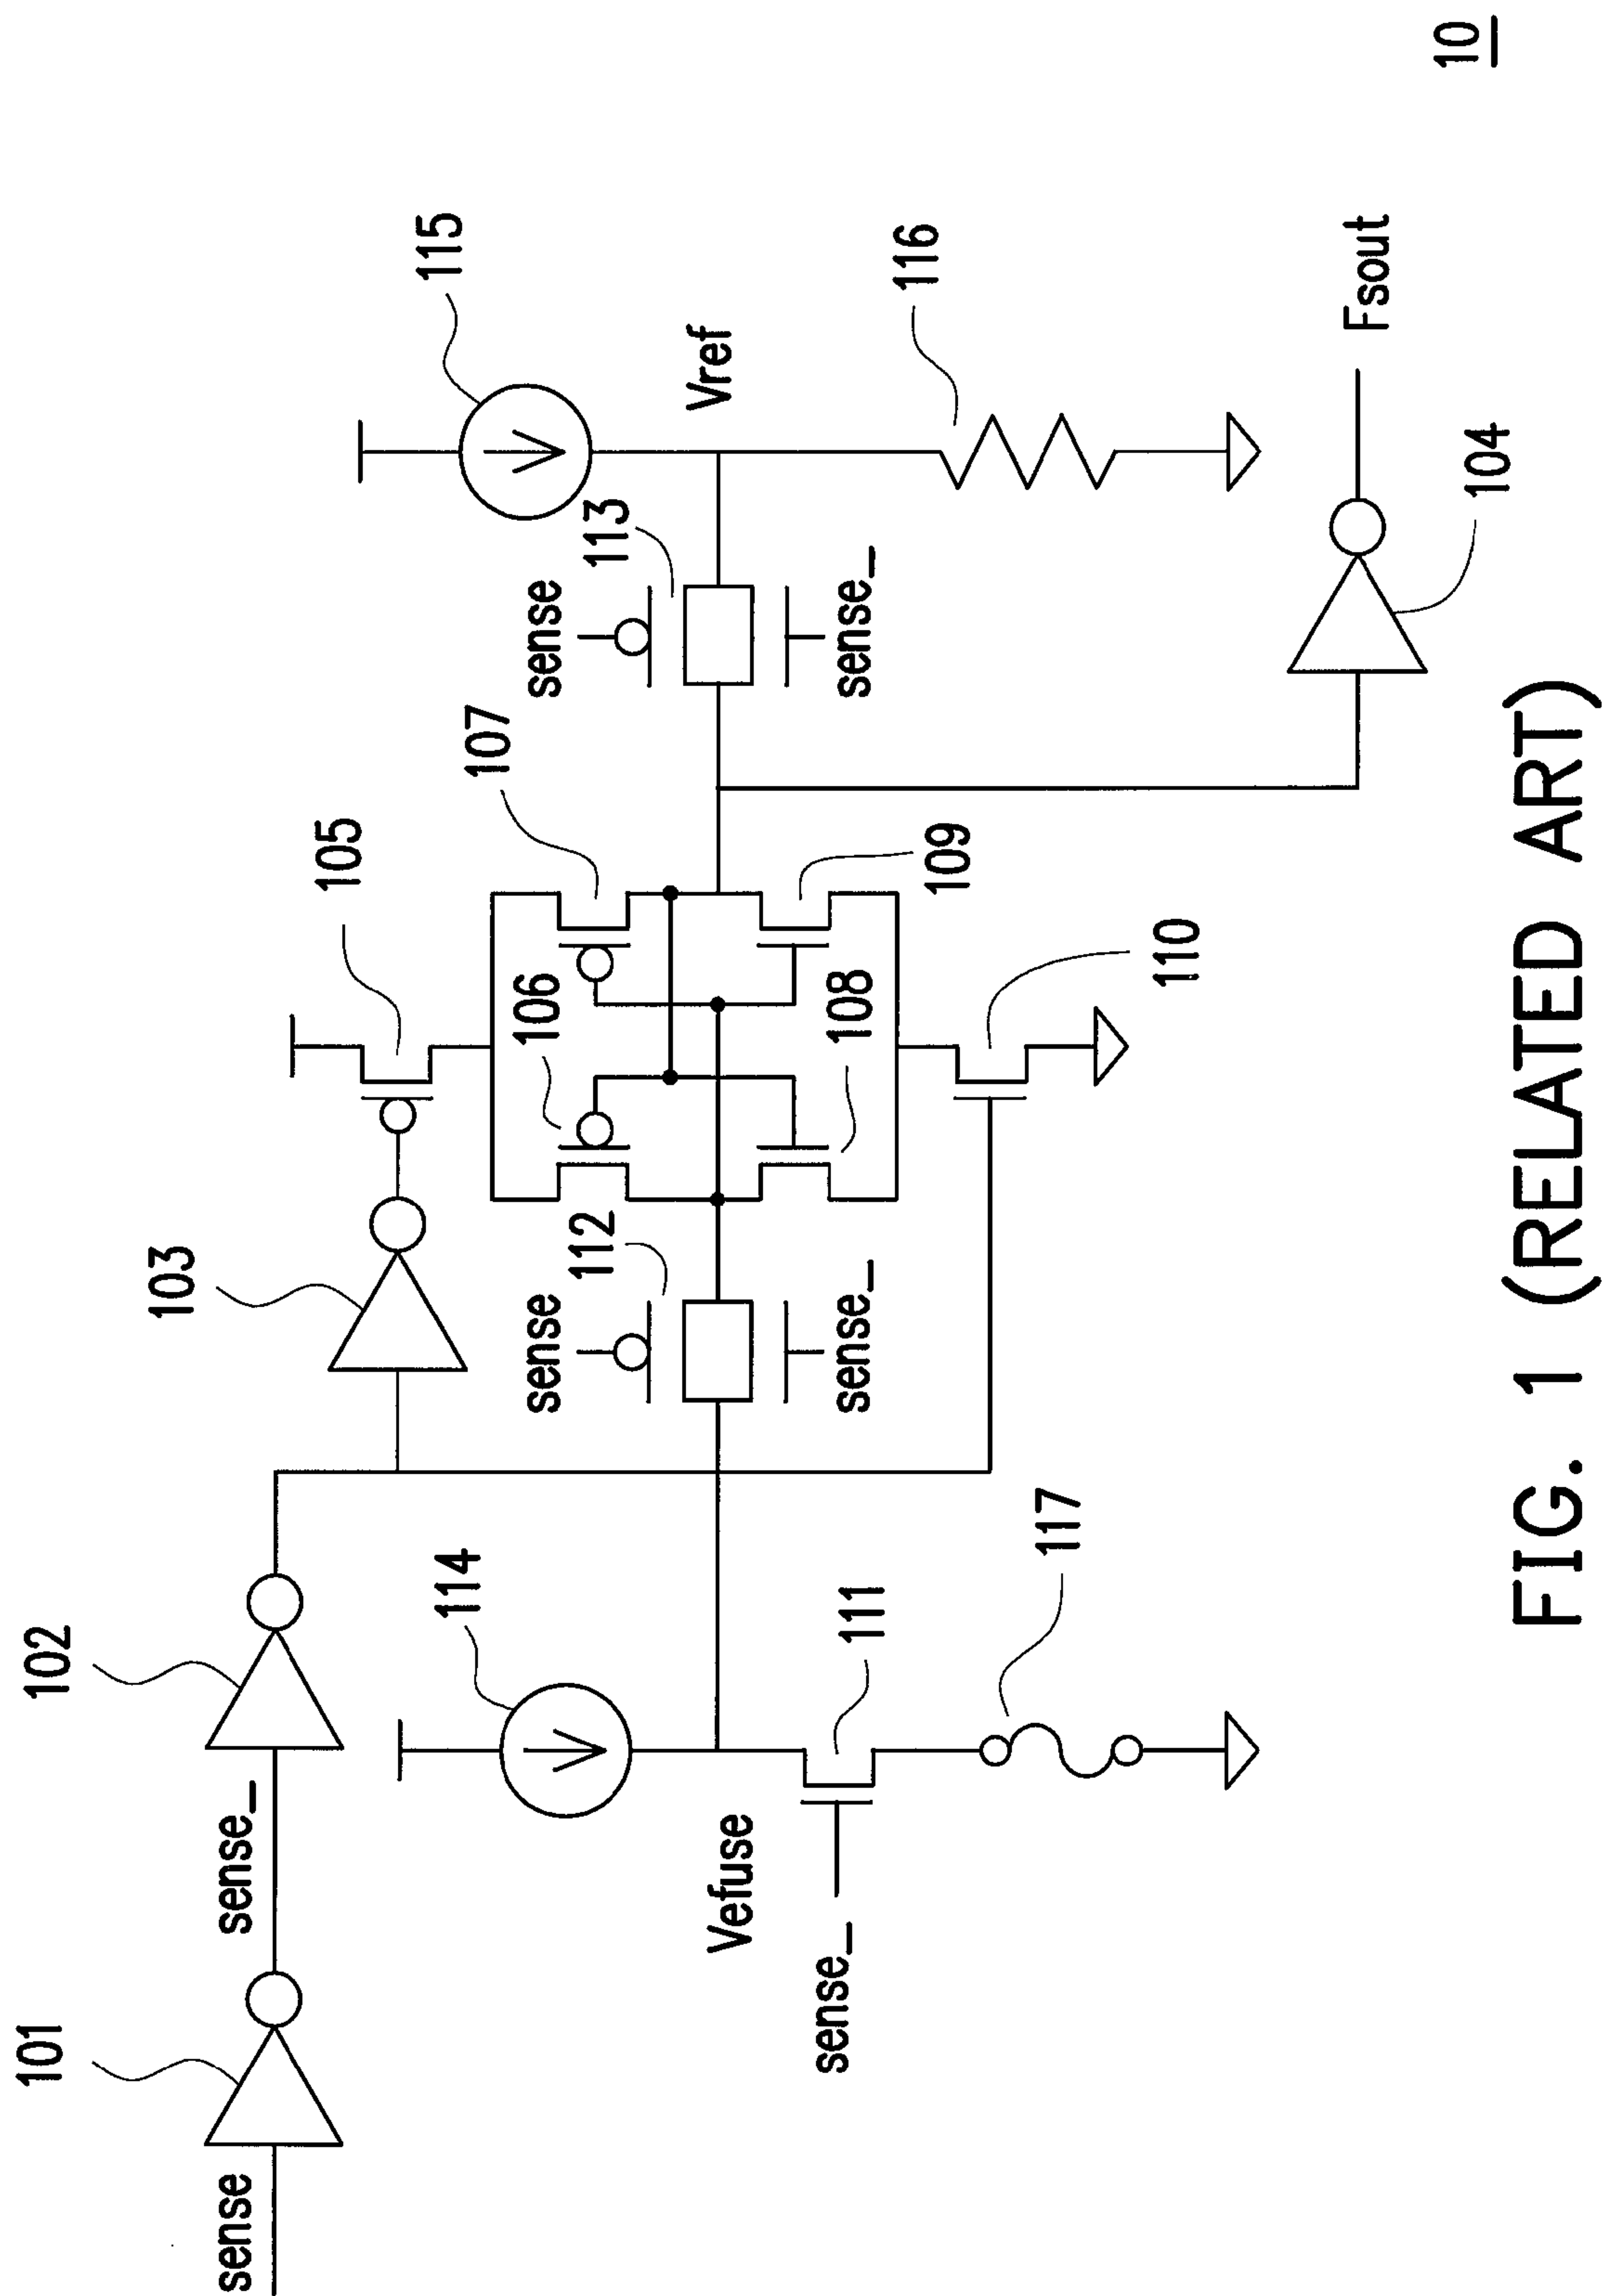 10
sense
101
sense_
102
103
105
sense
112
106
107
sense
113
115
114
Vefuse
Vref
sense_
sense_
108
109
sense_
111
117
110
116
104
Fsout
FIG. 1 (RELATED ART)